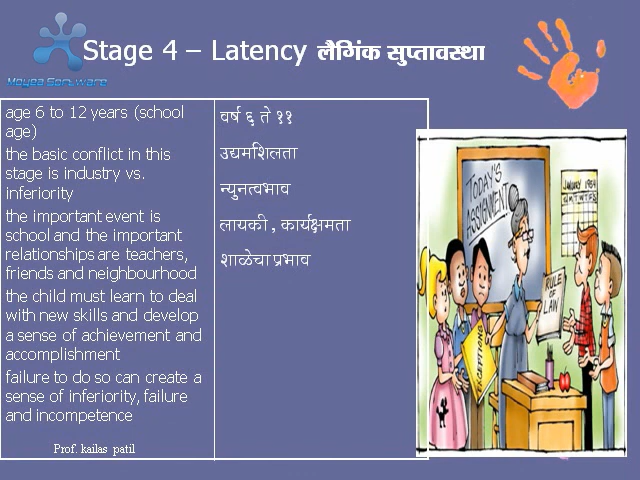 Stage 4 – Latency लैगिंक सुप्तावस्था
Moyea Software
age 6 to 12 years (school
age)
the basic conflict in this
stage is industry vs.
inferiority
the important event is
school and the important
relationships are teachers,
friends and neighbourhood
the child must learn to deal
with new skills and develop
a sense of achievement and
accomplishment
failure to do so can create a
sense of inferiority, failure
and incompetence
Prof. kailas patil
वर्ष ६ ते ११
उद्यमशिलता
न्युनत्वभाव
लायकी , कार्यक्षमता
शाळेचा प्रभाव
TODAY'S
ASSIGNMENT
JANUARY
S M T W T F S
RULE
OF
LAW